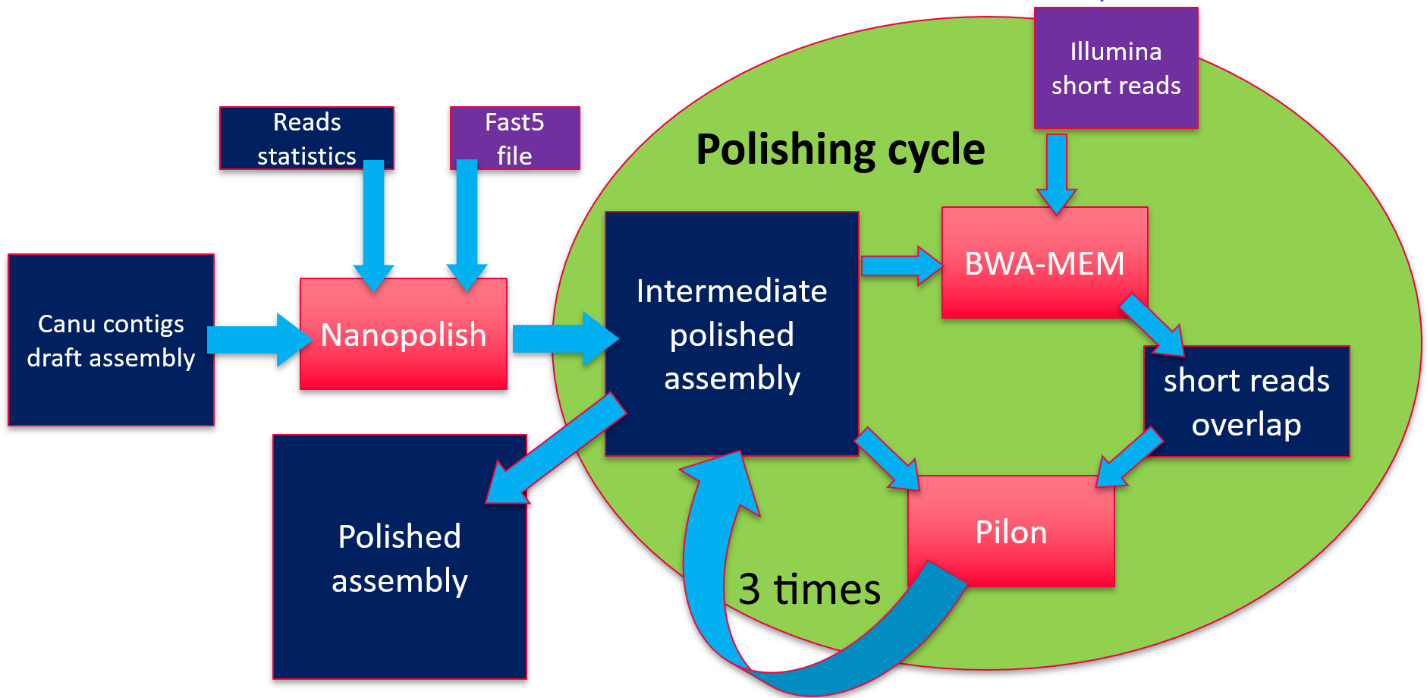 Illumina
short reads
Reads
statistics
Fast5
file
Polishing cycle
Canu contigs
draft assembly
Nanopolish
Intermediate
polished
assembly
BWA-MEM
short reads
overlap
Polished
assembly
Pilon
3 times